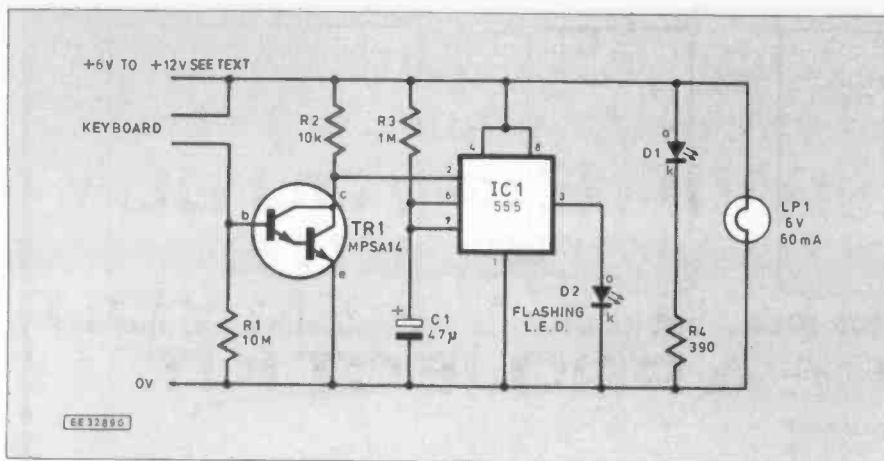 +6V TO +12V SEE TEXT
KEYBOARD
R2
10k
R3
1M
4
8
2
IC1
555
6
3
7
1
c
b
TR1
MPSA14
e
R1
10M
+
C1
47µ
D2
a
FLASHING
L.E.D.
k
a
D1
k
R4
390
LP1
6V
60mA
0V
EE32896